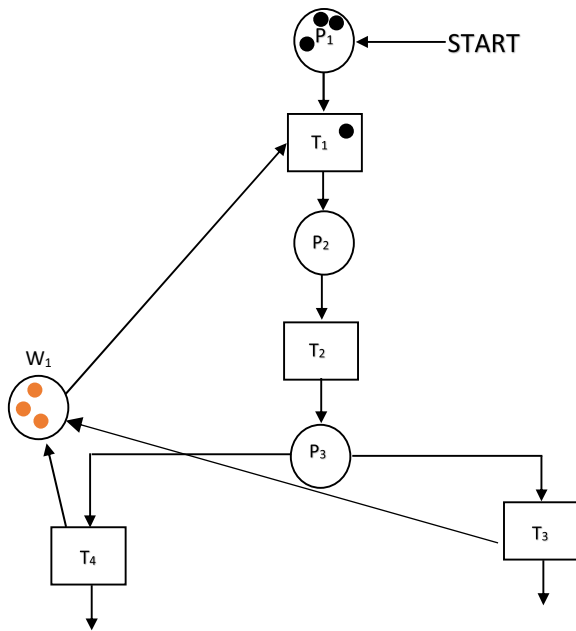 P₁
START
T₁
P₂
T₂
W₁
P₃
T₃
T₄